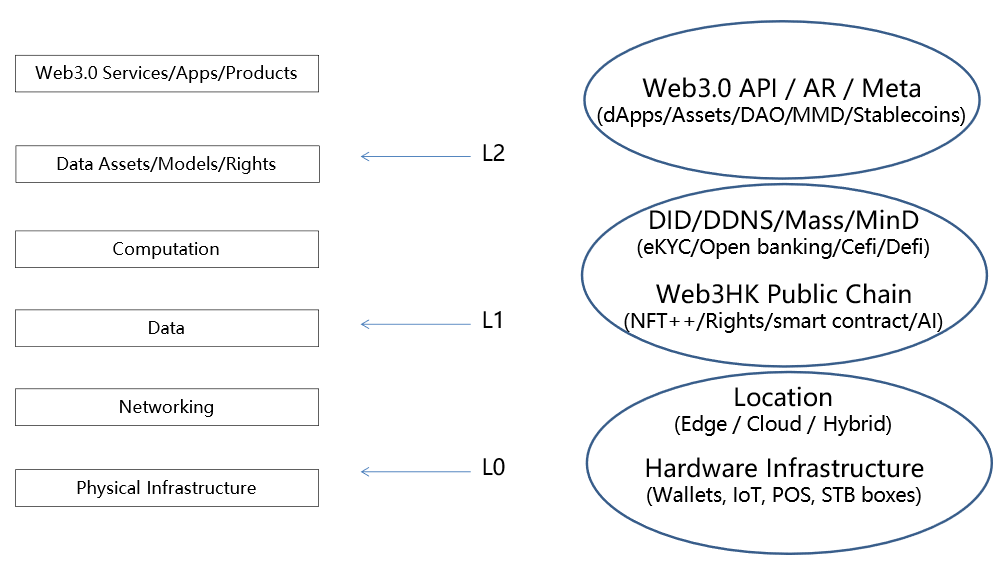 Web3.0 Services/Apps/Products
Data Assets/Models/Rights
Computation
Data
Networking
Physical Infrastructure
L2
L1
L0
Web3.0 API / AR / Meta
(dApps/Assets/DAO/MMD/Stablecoins)
DID/DDNS/Mass/MinD
(eKYC/Open banking/Cefi/Defi)
Web3HK Public Chain
(NFT++/Rights/smart contract/AI)
Location
(Edge / Cloud / Hybrid)
Hardware Infrastructure
(Wallets, IoT, POS, STB boxes)